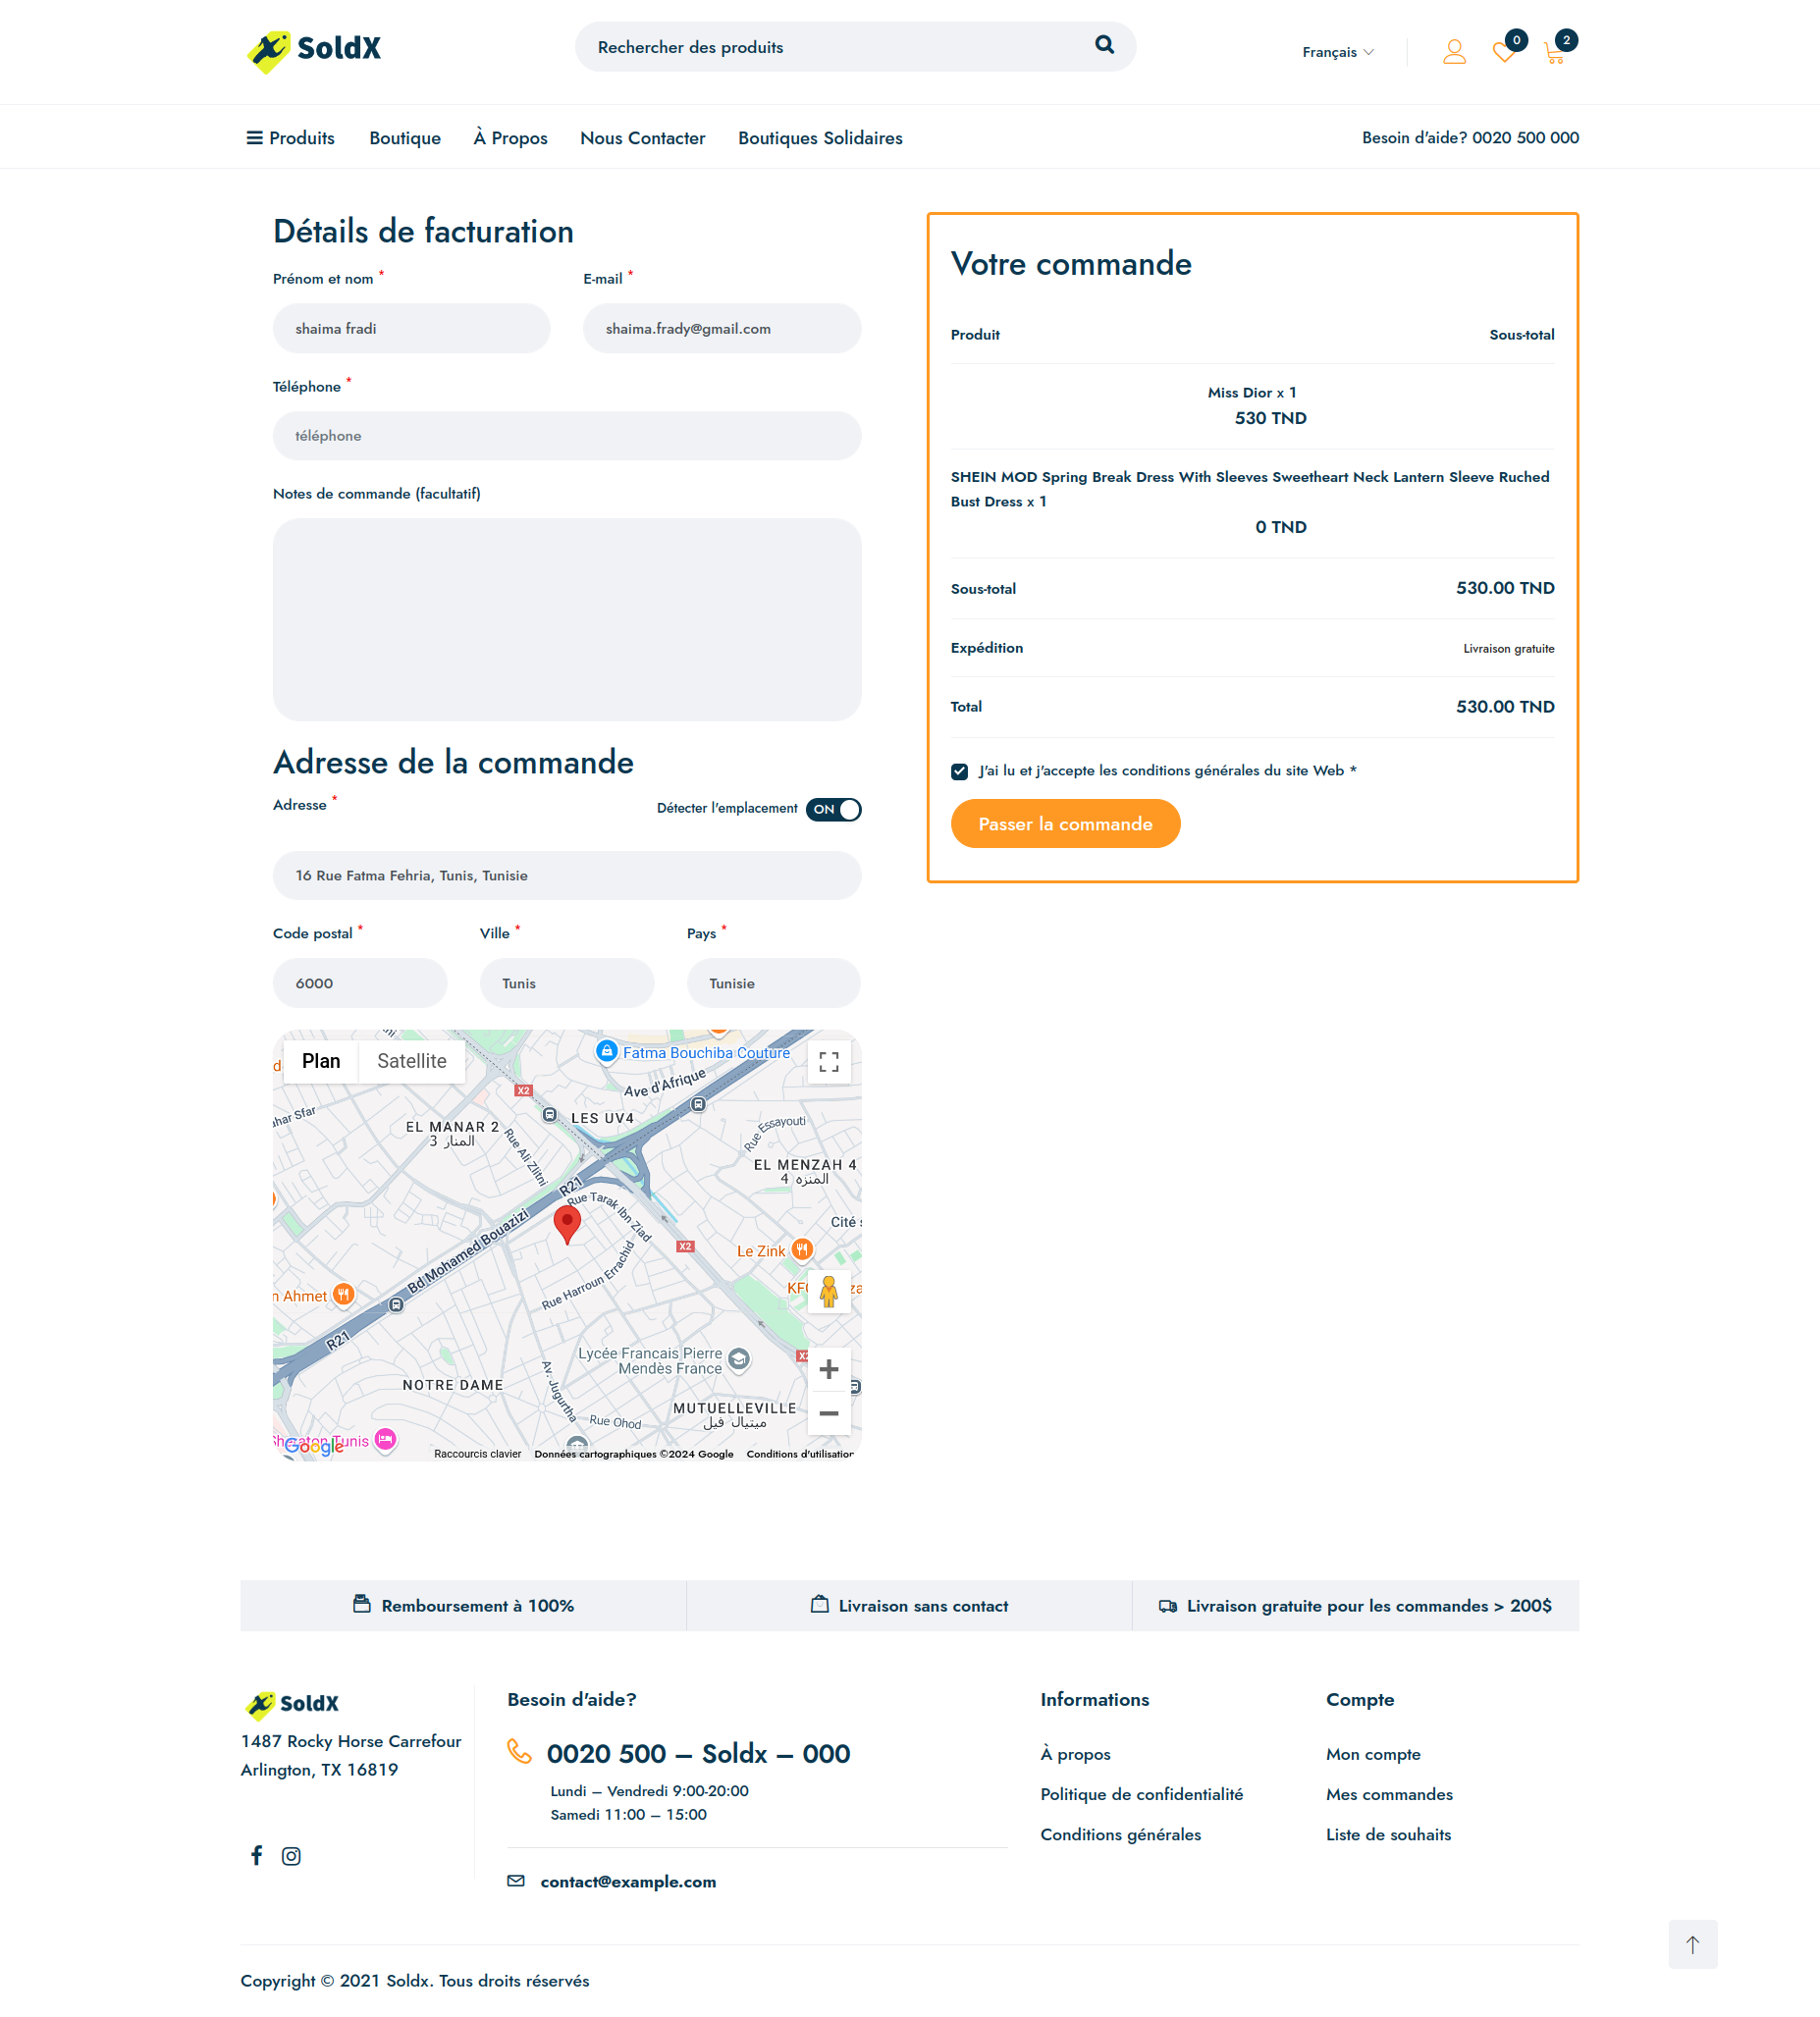 SoldX
Rechercher des produits
Français
0
2
Produits
Boutique
À Propos
Nous Contacter
Boutiques Solidaires
Besoin d'aide? 0020 500 000
Détails de facturation
Prénom et nom *
E-mail *
shaima fradi
shaima.frady@gmail.com
Téléphone *
téléphone
Notes de commande (facultatif)
Adresse de la commande
Adresse *
Détecter l'emplacement
ON
16 Rue Fatma Fehria, Tunis, Tunisie
Code postal *
Ville *
Pays *
6000
Tunis
Tunisie
Plan
Satellite
Fatma Bouchiba Couture
Ave d'Afrique
X2
LES UV4
EL MANAR 2
المنار 3
Rue Ali Zlitni
Rue Essayouti
EL MENZAH 4
المنزه 4
R21
Rue Tarak Ibn Ziad
Cité
Bd Mohamed Bouazizi
X2
Le Zink
Rue Harroun Errachid
KFC
n Ahmet
R21
Lycée Francais Pierre
Mendès France
X2
NOTRE DAME
Av. Jugurtha
MUTUELLEVILLE
ميتيال فيل
Rue Ohod
Sheraton Tunis
Google
Raccourcis clavier
Données cartographiques ©2024 Google
Conditions d'utilisation
Votre commande
Produit
Sous-total
Miss Dior x 1
530 TND
SHEIN MOD Spring Break Dress With Sleeves Sweetheart Neck Lantern Sleeve Ruched
Bust Dress x 1
0 TND
Sous-total
530.00 TND
Expédition
Livraison gratuite
Total
530.00 TND
J'ai lu et j'accepte les conditions générales du site Web *
Passer la commande
Remboursement à 100%
Livraison sans contact
Livraison gratuite pour les commandes > 200$
SoldX
1487 Rocky Horse Carrefour
Arlington, TX 16819
Besoin d'aide?
0020 500 – Soldx – 000
Lundi – Vendredi 9:00-20:00
Samedi 11:00 – 15:00
contact@example.com
Informations
À propos
Politique de confidentialité
Conditions générales
Compte
Mon compte
Mes commandes
Liste de souhaits
Copyright © 2021 Soldx. Tous droits réservés